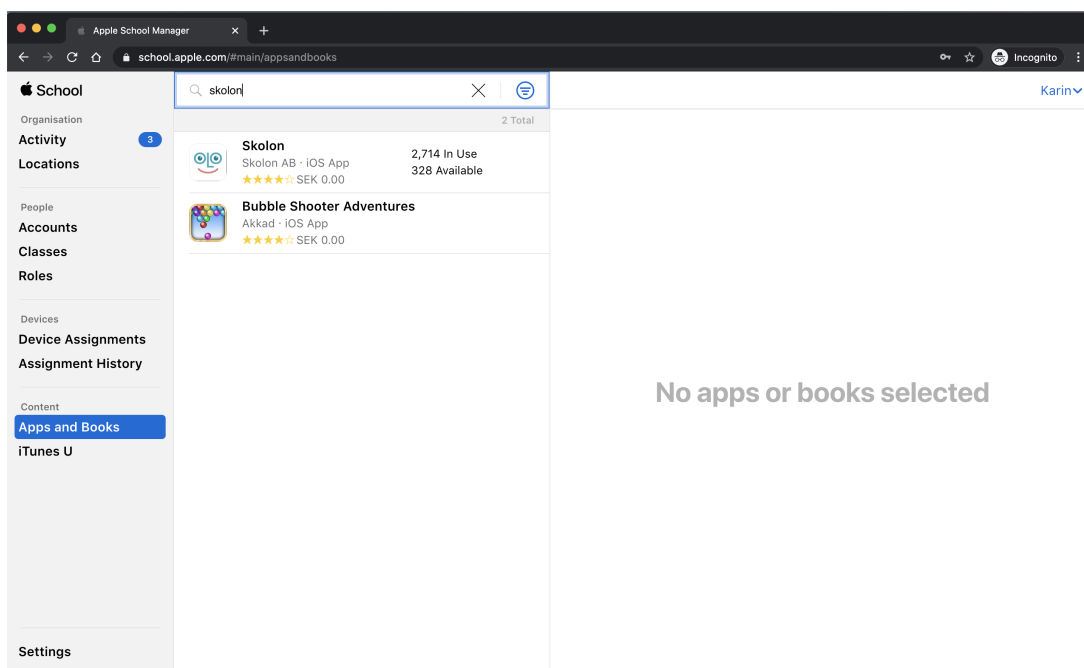 Apple School Manager
school.apple.com/#main/appsandbooks
Incognito
School
skolon
Karin
Organisation
Activity 3
Locations
People
Accounts
Classes
Roles
Devices
Device Assignments
Assignment History
Content
Apps and Books
iTunes U
Settings
2 Total
Skolon
Skolon AB · iOS App
★★★★☆ SEK 0.00
2,714 In Use
328 Available
Bubble Shooter Adventures
Akkad · iOS App
★★★★☆ SEK 0.00
No apps or books selected